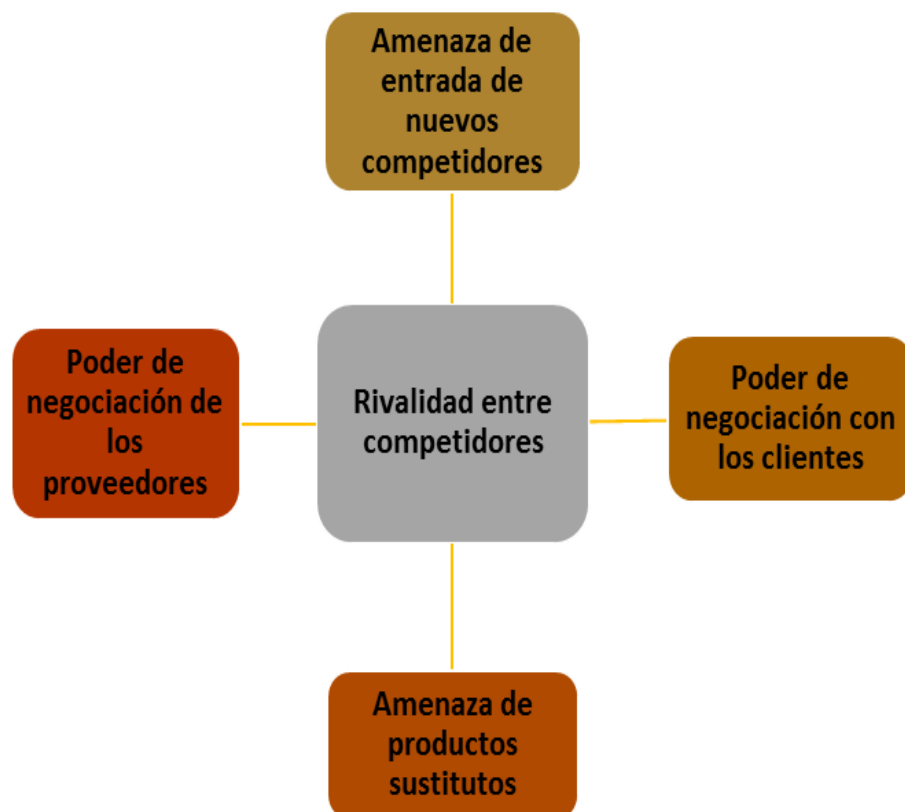 Amenaza de
entrada de
nuevos
competidores
Poder de
negociación de
los
proveedores
Rivalidad entre
competidores
Poder de
negociación con
los clientes
Amenaza de
productos
sustitutos